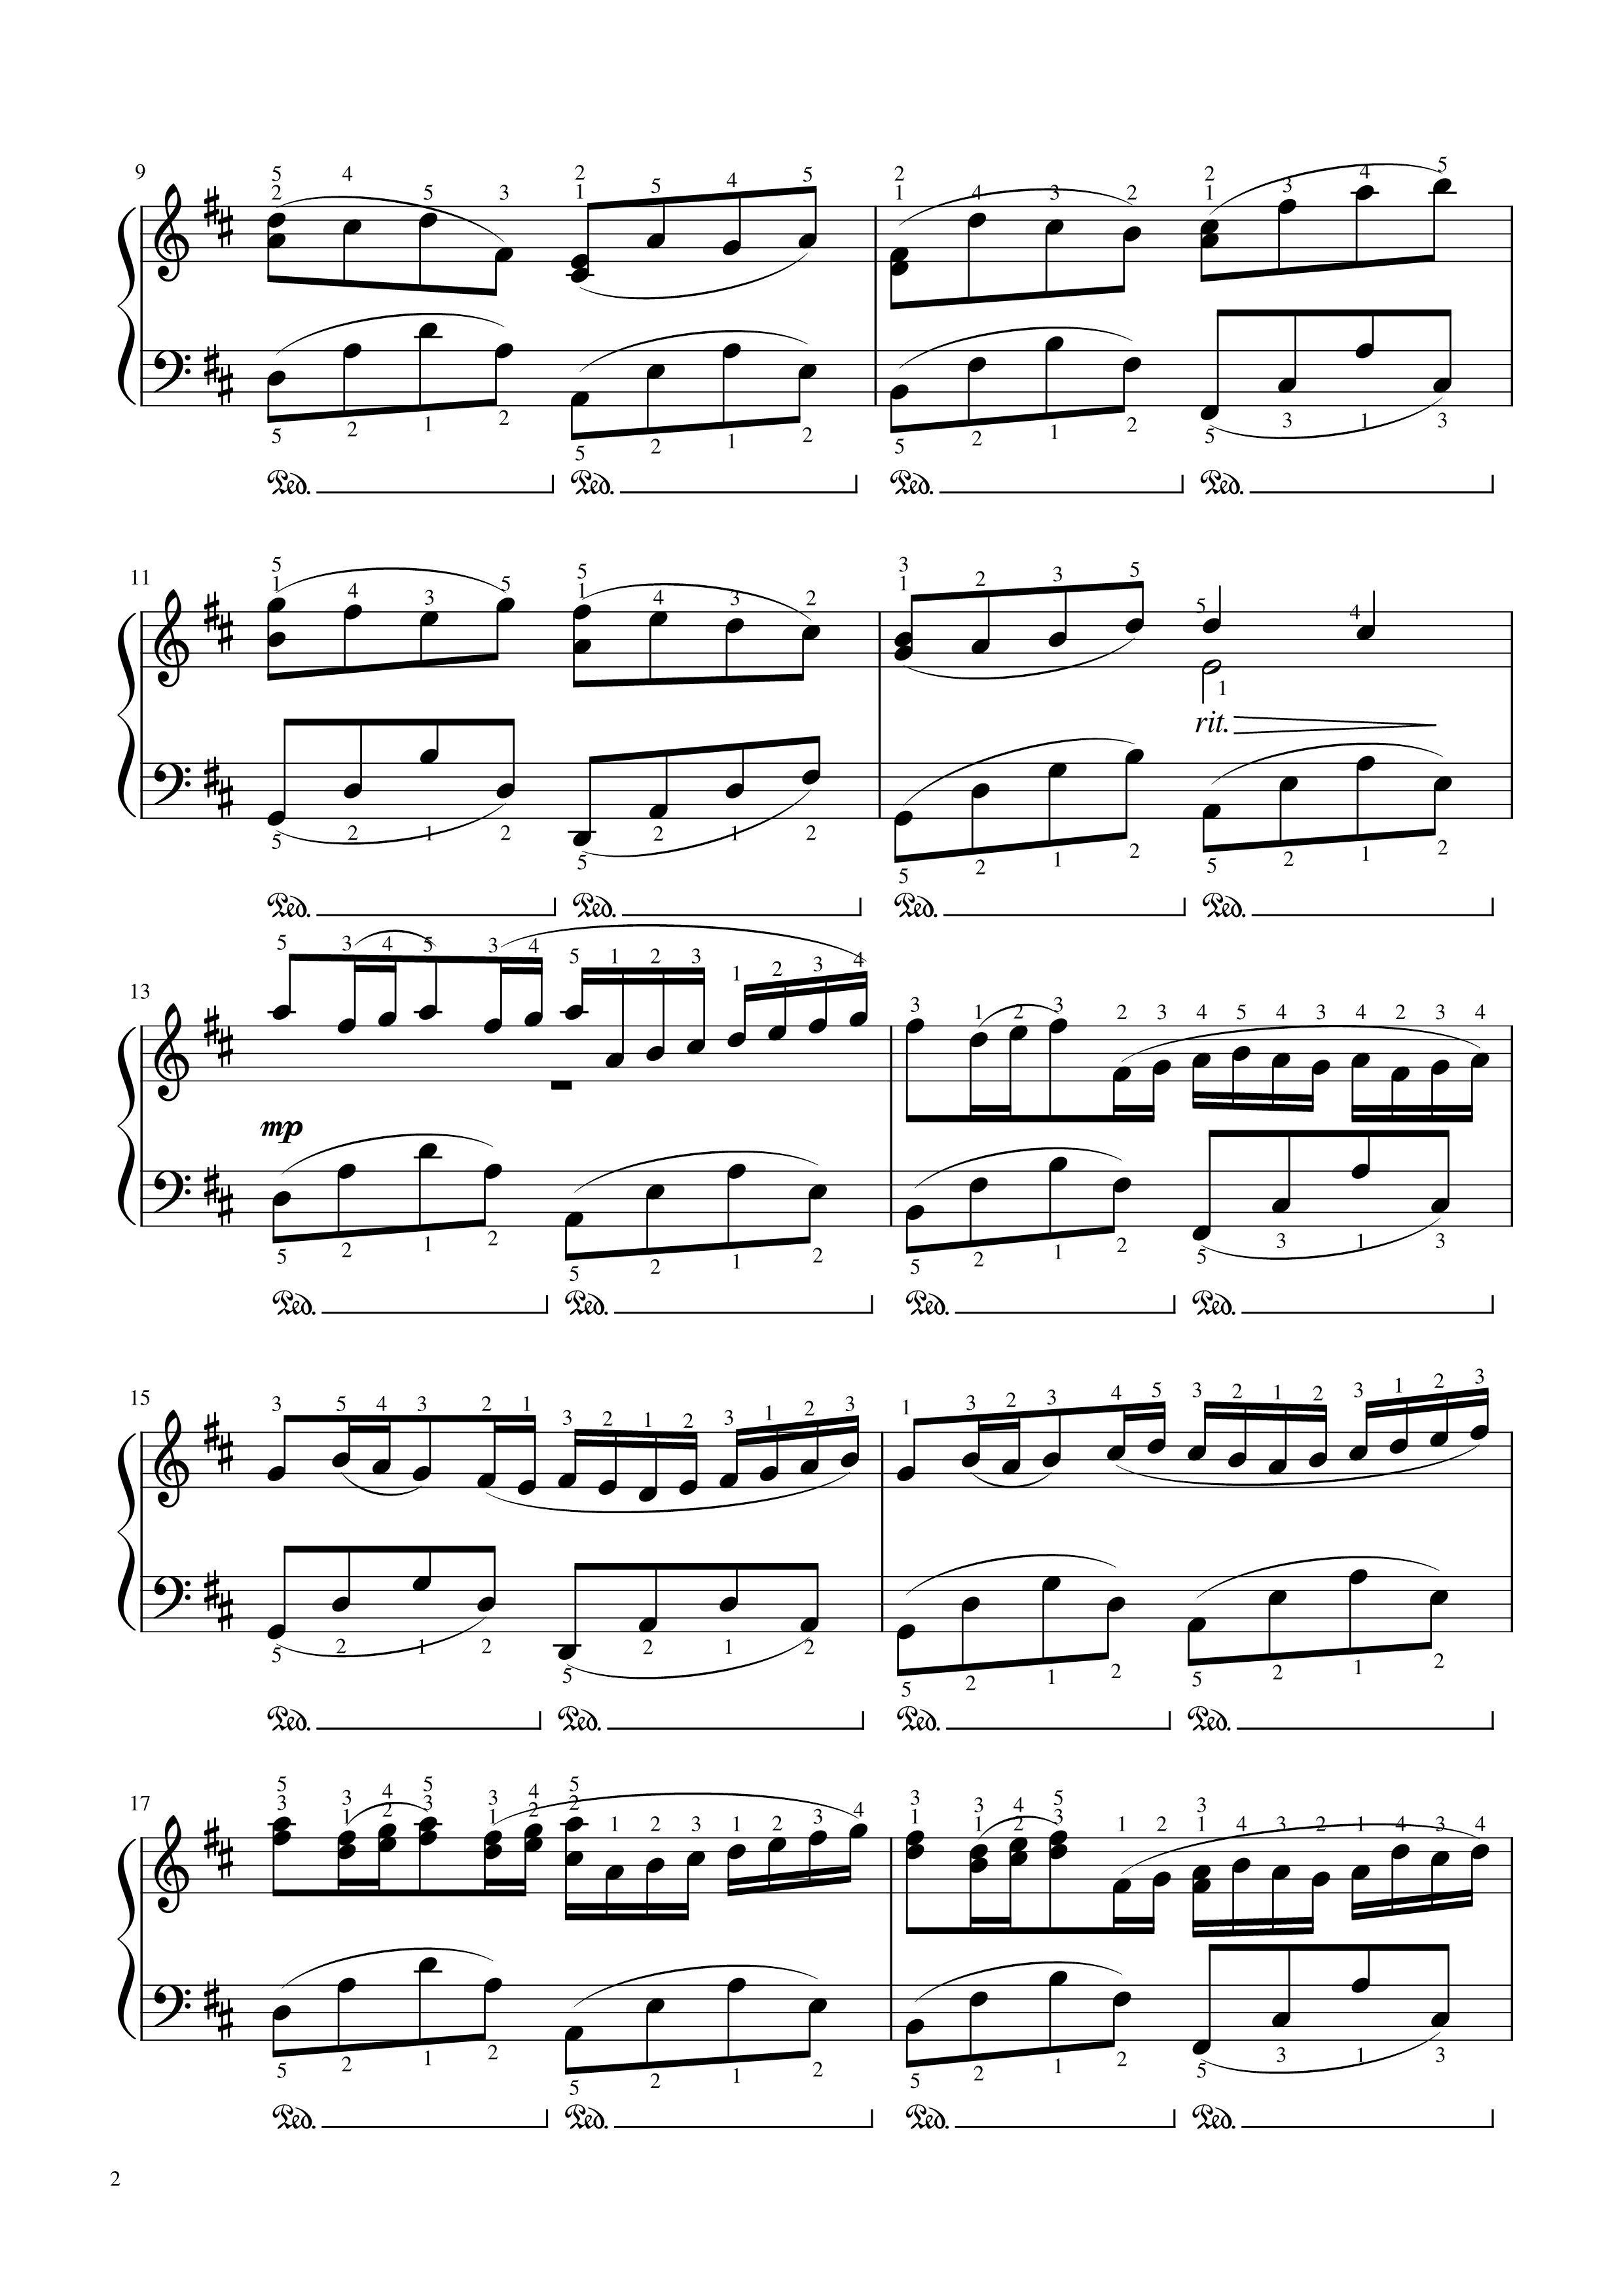 9 5 4 2 2 2 4 5
2 5 3 1 5 4 5 1 4 3 2 1 3
5 2 1 2 5 2 1 2 5 2 1 2 5 3 1 3
Ped. Ped. Ped. Ped.
5 5 3
11 1 4 3 5 1 4 3 2 1 2 3 5
5 4
1
rit.
5 2 1 2 5 2 1 2 5 2 1 2 5 2 1 2
Ped. Ped. Ped. Ped.
5 3 4 5 3 4 5 1 2 3 1 2 3 4
13 3 1 2 3 2 3 4 5 4 3 4 2 3 4
mp
5 2 1 2 5 2 1 2 5 2 1 2 5 3 1 3
Ped. Ped. Ped. Ped.
15 3 5 4 3 2 1 3 2 1 2 3 1 2 3 1 3 2 3 4 5 3 2 1 2 3 1 2 3
5 2 1 2 5 2 1 2 5 2 1 2 5 2 1 2
Ped. Ped. Ped. Ped.
17 5 3 4 5 3 4 5 3 3 4 5 3
3 1 2 3 1 2 2 1 2 3 1 2 3 4 1 1 2 3 1 2 1 4 3 2 1 4 3 4
5 2 1 2 5 2 1 2 5 2 1 2 5 3 1 3
Ped. Ped. Ped. Ped.
2